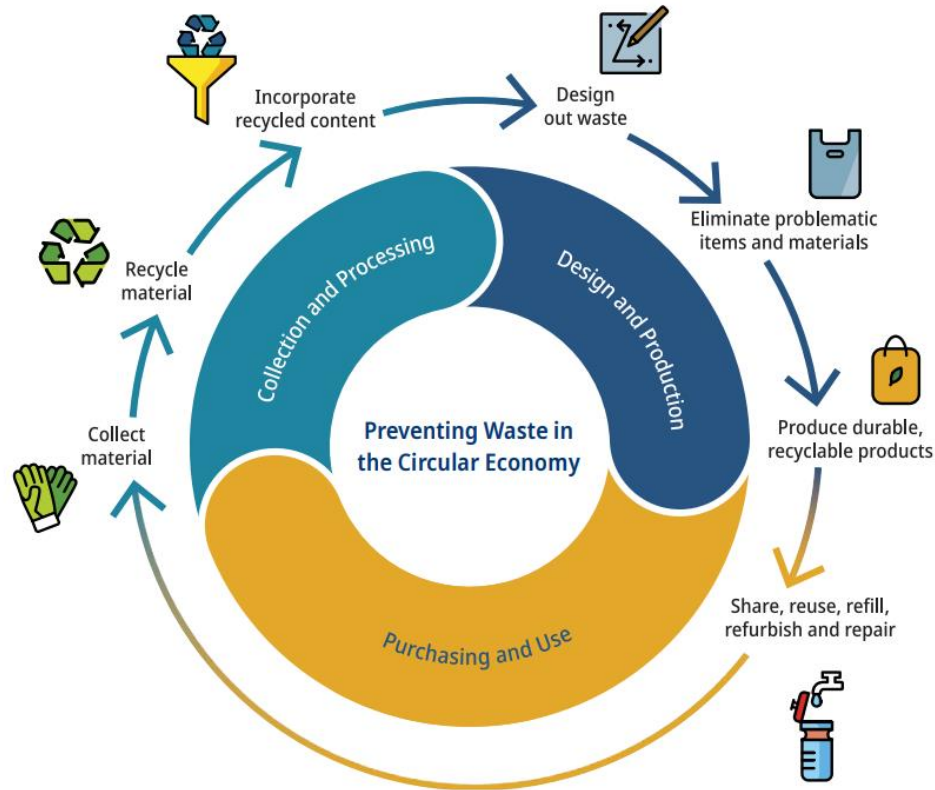 Incorporate
recycled content
Design
out waste
Eliminate problematic
items and materials
Produce durable,
recyclable products
Share, reuse, refill,
refurbish and repair
Collect
material
Recycle
material
Collection and Processing
Design and Production
Purchasing and Use
Preventing Waste in
the Circular Economy